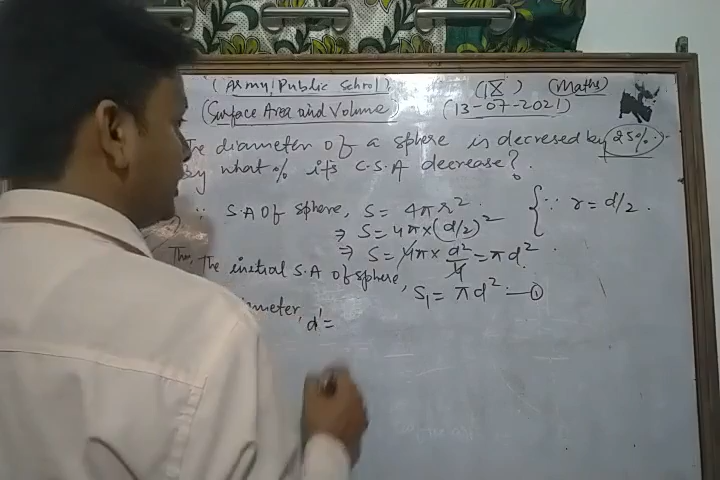 (Army Public School)
(IX) (Maths)
(Surface Area and Volume)
(13-07-2021)
diameter of a sphere is decresed by 25%.
By what % its C.S.A decrease?
∵ S.A Of sphere, S = 4πr² { ∵ r = d/2.
⇒ S = 4π×(d/2)²
⇒ S = 4π × d²/4 = πd².
Thus, The initial S.A Of sphere,
S₁ = πd² —①
diameter, d' =